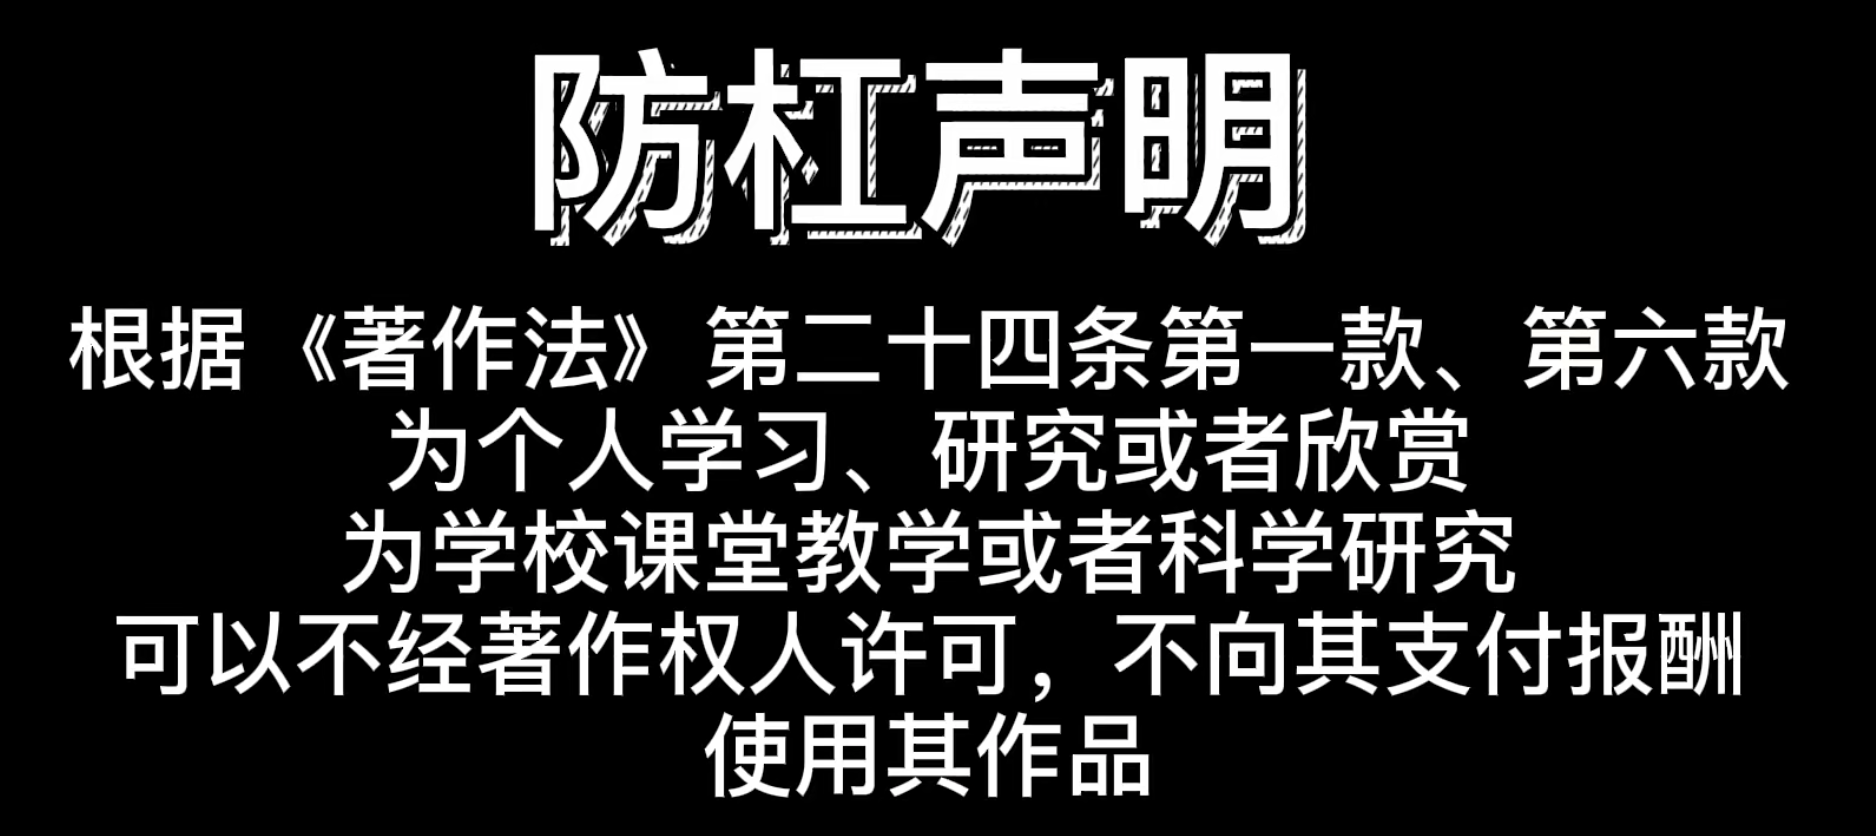 防杠声明
根据《著作法》第二十四条第一款、第六款
为个人学习、研究或者欣赏
为学校课堂教学或者科学研究
可以不经著作权人许可，不向其支付报酬
使用其作品